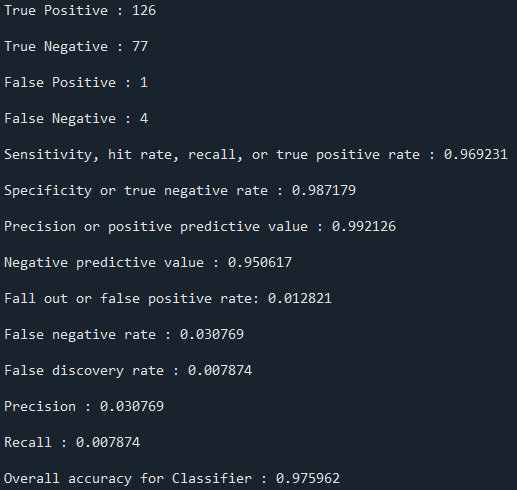 True Positive : 126
True Negative : 77
False Positive : 1
False Negative : 4
Sensitivity, hit rate, recall, or true positive rate : 0.969231
Specificity or true negative rate : 0.987179
Precision or positive predictive value : 0.992126
Negative predictive value : 0.950617
Fall out or false positive rate: 0.012821
False negative rate : 0.030769
False discovery rate : 0.007874
Precision : 0.030769
Recall : 0.007874
Overall accuracy for Classifier : 0.975962